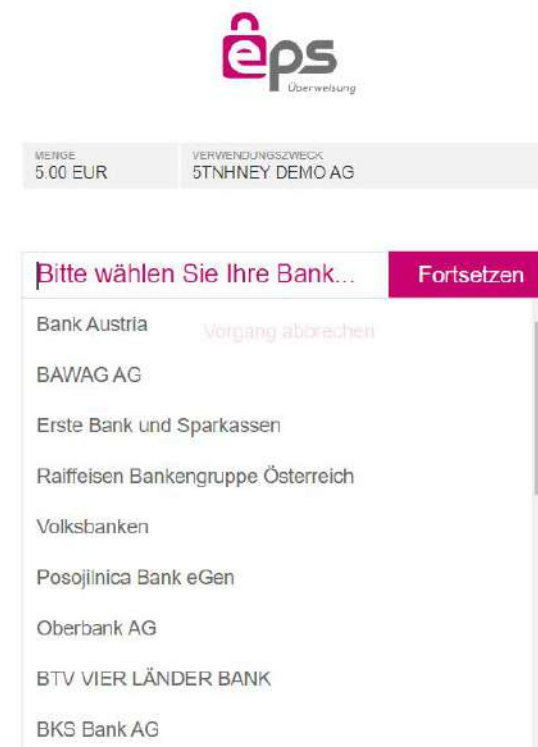 eps
Überweisung
MENGE VERWENDUNGSZWECK
5.00 EUR 5TNHNEY DEMO AG
Bitte wählen Sie Ihre Bank... Fortsetzen
Bank Austria
Vorgang abbrechen
BAWAG AG
Erste Bank und Sparkassen
Raiffeisen Bankengruppe Österreich
Volksbanken
Posojilnica Bank eGen
Oberbank AG
BTV VIER LÄNDER BANK
BKS Bank AG